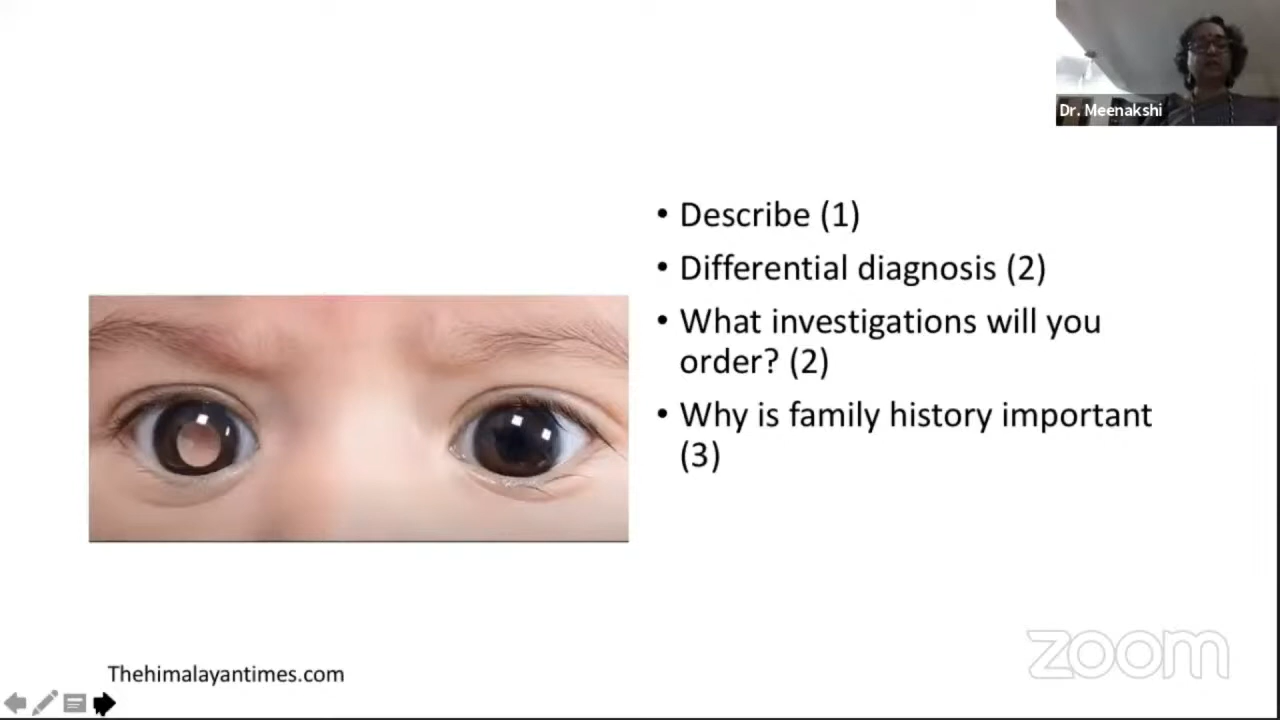 Dr. Meenakshi
• Describe (1)
• Differential diagnosis (2)
• What investigations will you
order? (2)
• Why is family history important
(3)
Thehimalayantimes.com
zoom